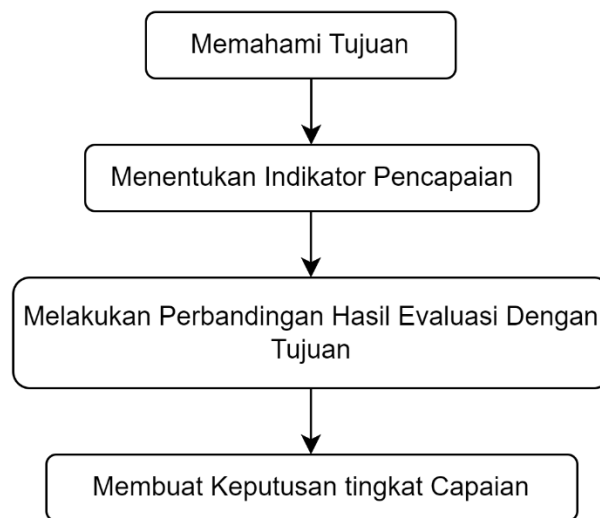 Memahami Tujuan
Menentukan Indikator Pencapaian
Melakukan Perbandingan Hasil Evaluasi Dengan
Tujuan
Membuat Keputusan tingkat Capaian